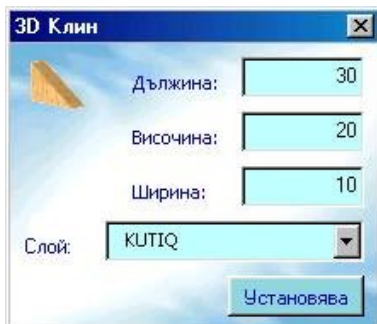 3D Клин
Дължина: 30
Височина: 20
Ширина: 10
Слой: KUTIQ
Установява